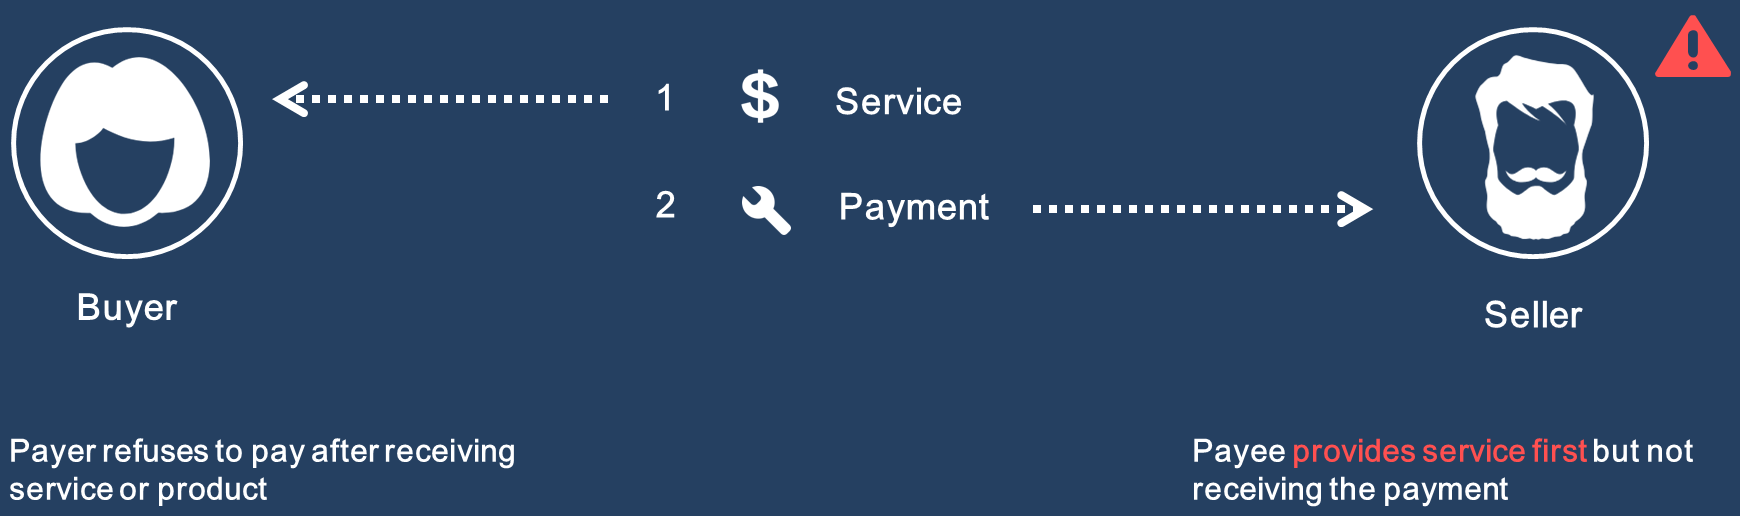 1 $ Service
2 Payment
Buyer
Seller
Payer refuses to pay after receiving
service or product
Payee provides service first but not
receiving the payment